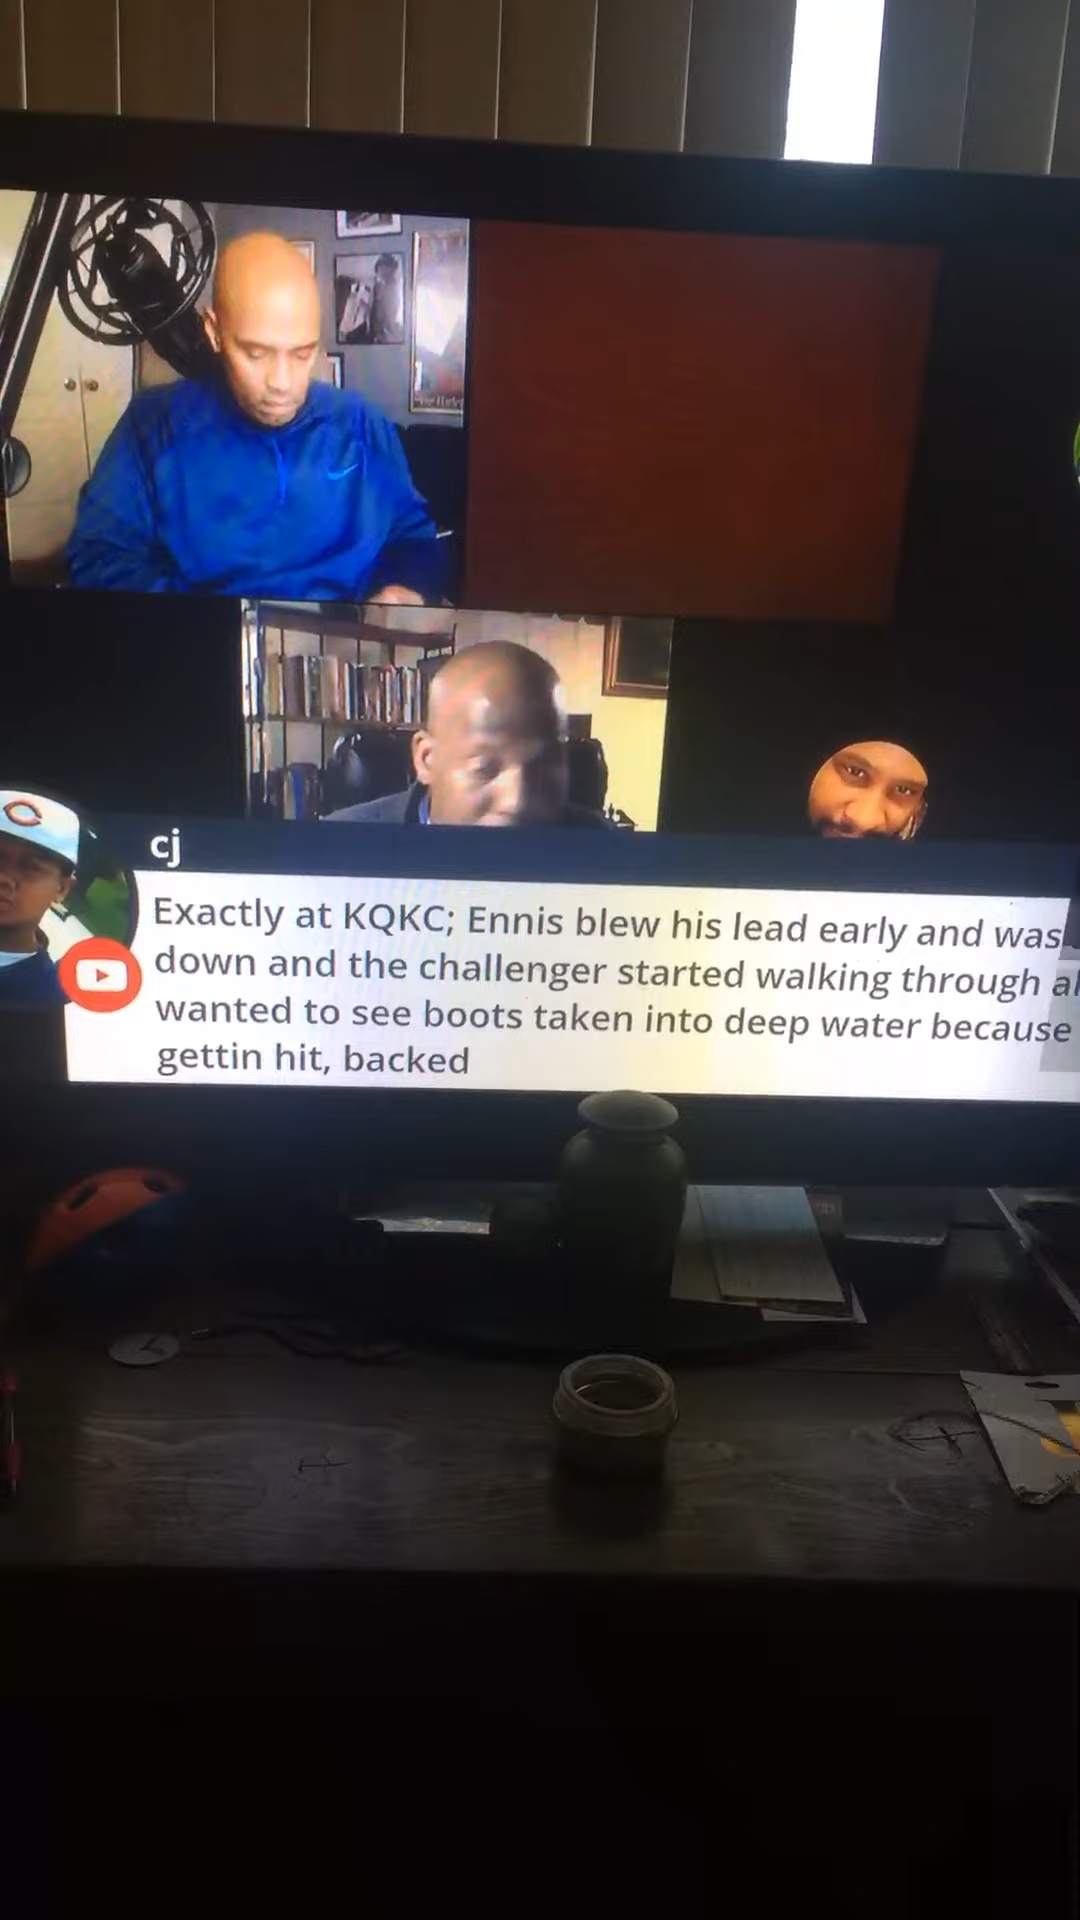 cj
Exactly at KQKC; Ennis blew his lead early and was
down and the challenger started walking through
wanted to see boots taken into deep water because
gettin hit, backed
C